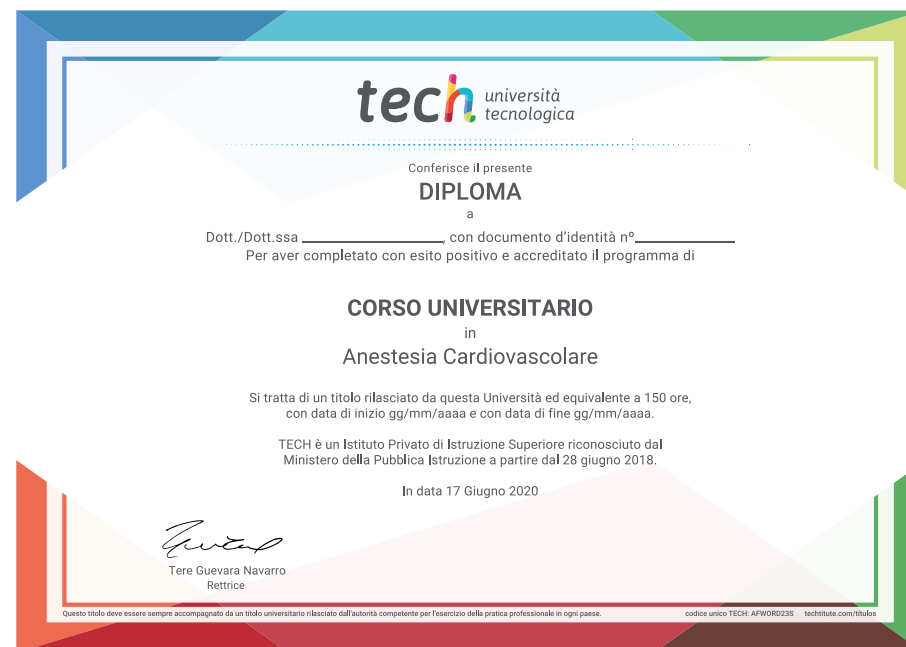 tech università
tecnologica
Conferisce il presente
DIPLOMA
a
Dott./Dott.ssa ____________________, con documento d'identità nº______________
Per aver completato con esito positivo e accreditato il programma di
CORSO UNIVERSITARIO
in
Anestesia Cardiovascolare
Si tratta di un titolo rilasciato da questa Università ed equivalente a 150 ore,
con data di inizio gg/mm/aaaa e con data di fine gg/mm/aaaa.
TECH è un Istituto Privato di Istruzione Superiore riconosciuto dal
Ministero della Pubblica Istruzione a partire dal 28 giugno 2018.
In data 17 Giugno 2020
Tere Guevara Navarro
Rettrice
Questo titolo deve essere sempre accompagnato da un titolo universitario rilasciato dall'autorità competente per l'esercizio della pratica professionale in ogni paese. codice unico TECH: AFWORD23S techtitute.com/titulos